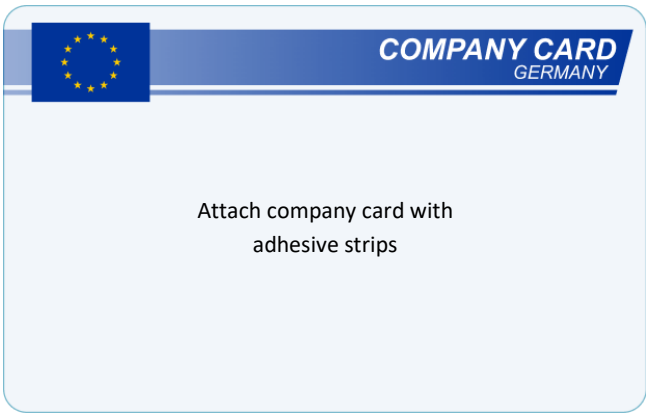 COMPANY CARD
GERMANY
Attach company card with
adhesive strips